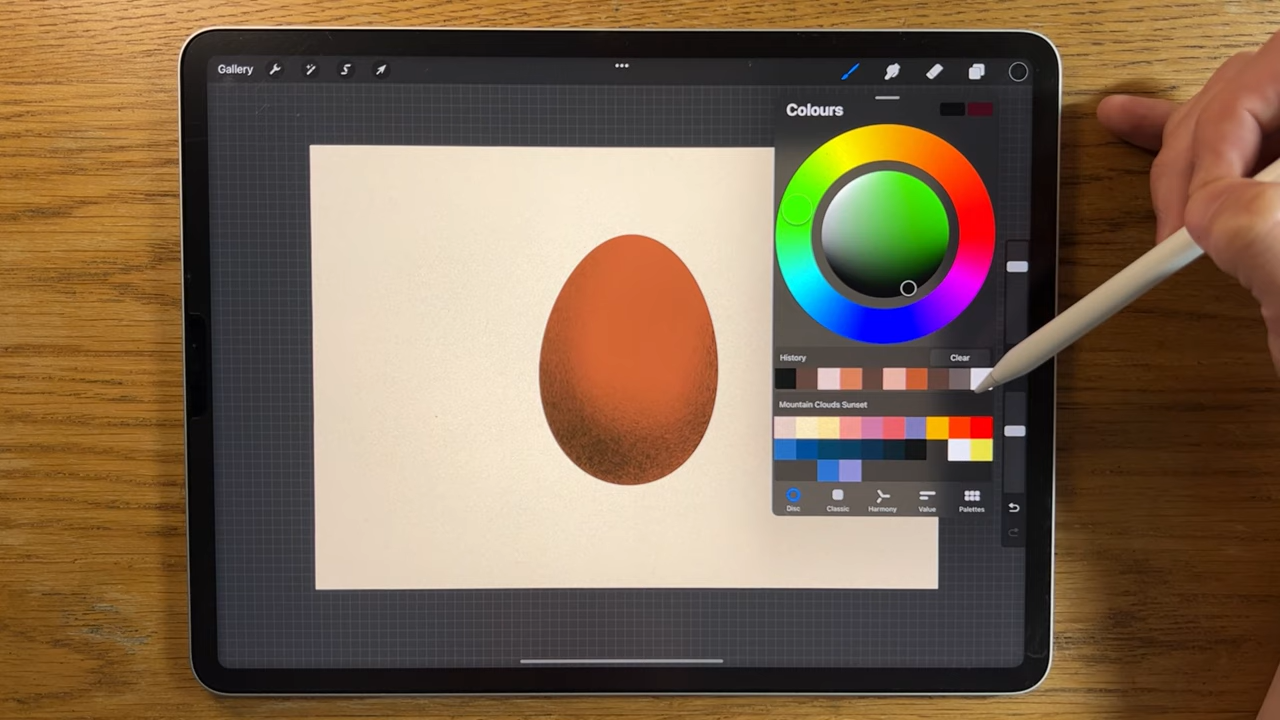 Gallery
Colours
History Clear
Mountain Clouds Sunset
Disc Classic Harmony Value Palettes